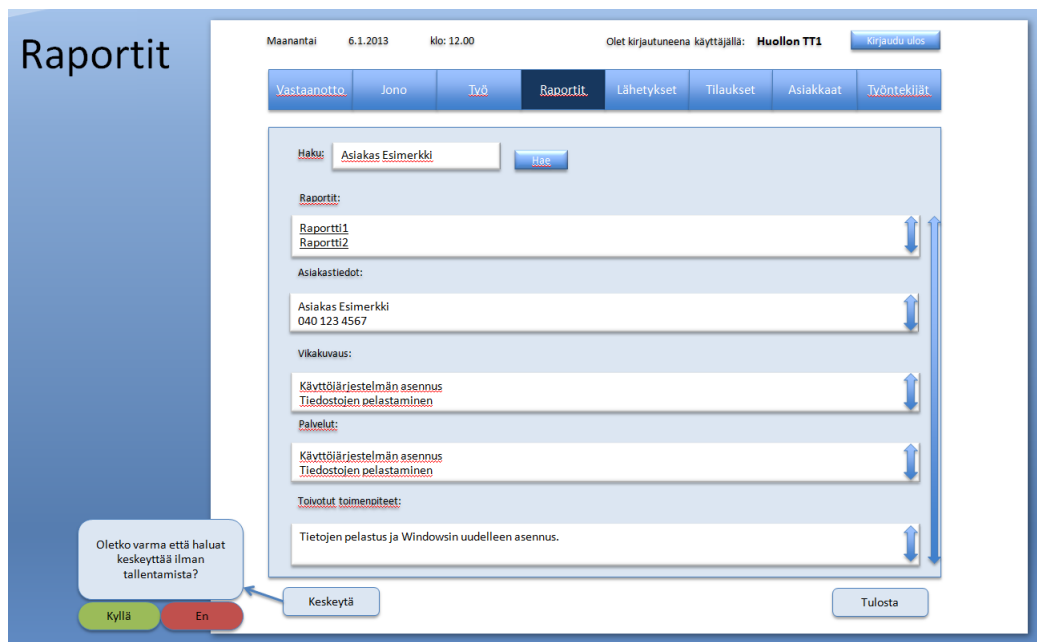 Raportit
Maanantai 6.1.2013 klo: 12.00 Olet kirjautuneena käyttäjällä: Huollon TT1 Kirjaudu ulos
Vastaanotto Jono Työ Raportit Lähetykset Tilaukset Asiakkaat Työntekijät
Haku: Asiakas Esimerkki Hae
Raportit:
Raportti1
Raportti2
Asiakastiedot:
Asiakas Esimerkki
040 123 4567
Vikakuvaus:
Käyttöjärjestelmän asennus
Tiedostojen pelastaminen
Palvelut:
Käyttöjärjestelmän asennus
Tiedostojen pelastaminen
Toivotut toimenpiteet:
Tietojen pelastus ja Windowsin uudelleen asennus.
Oletko varma että haluat
keskeyttää ilman
tallentamista?
Kyllä En
Keskeytä Tulosta